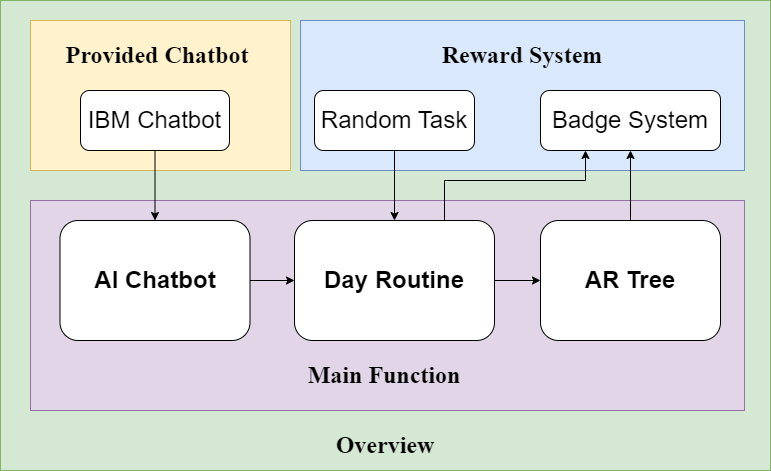 Provided Chatbot
Reward System
IBM Chatbot
Random Task
Badge System
AI Chatbot
Day Routine
AR Tree
Main Function
Overview